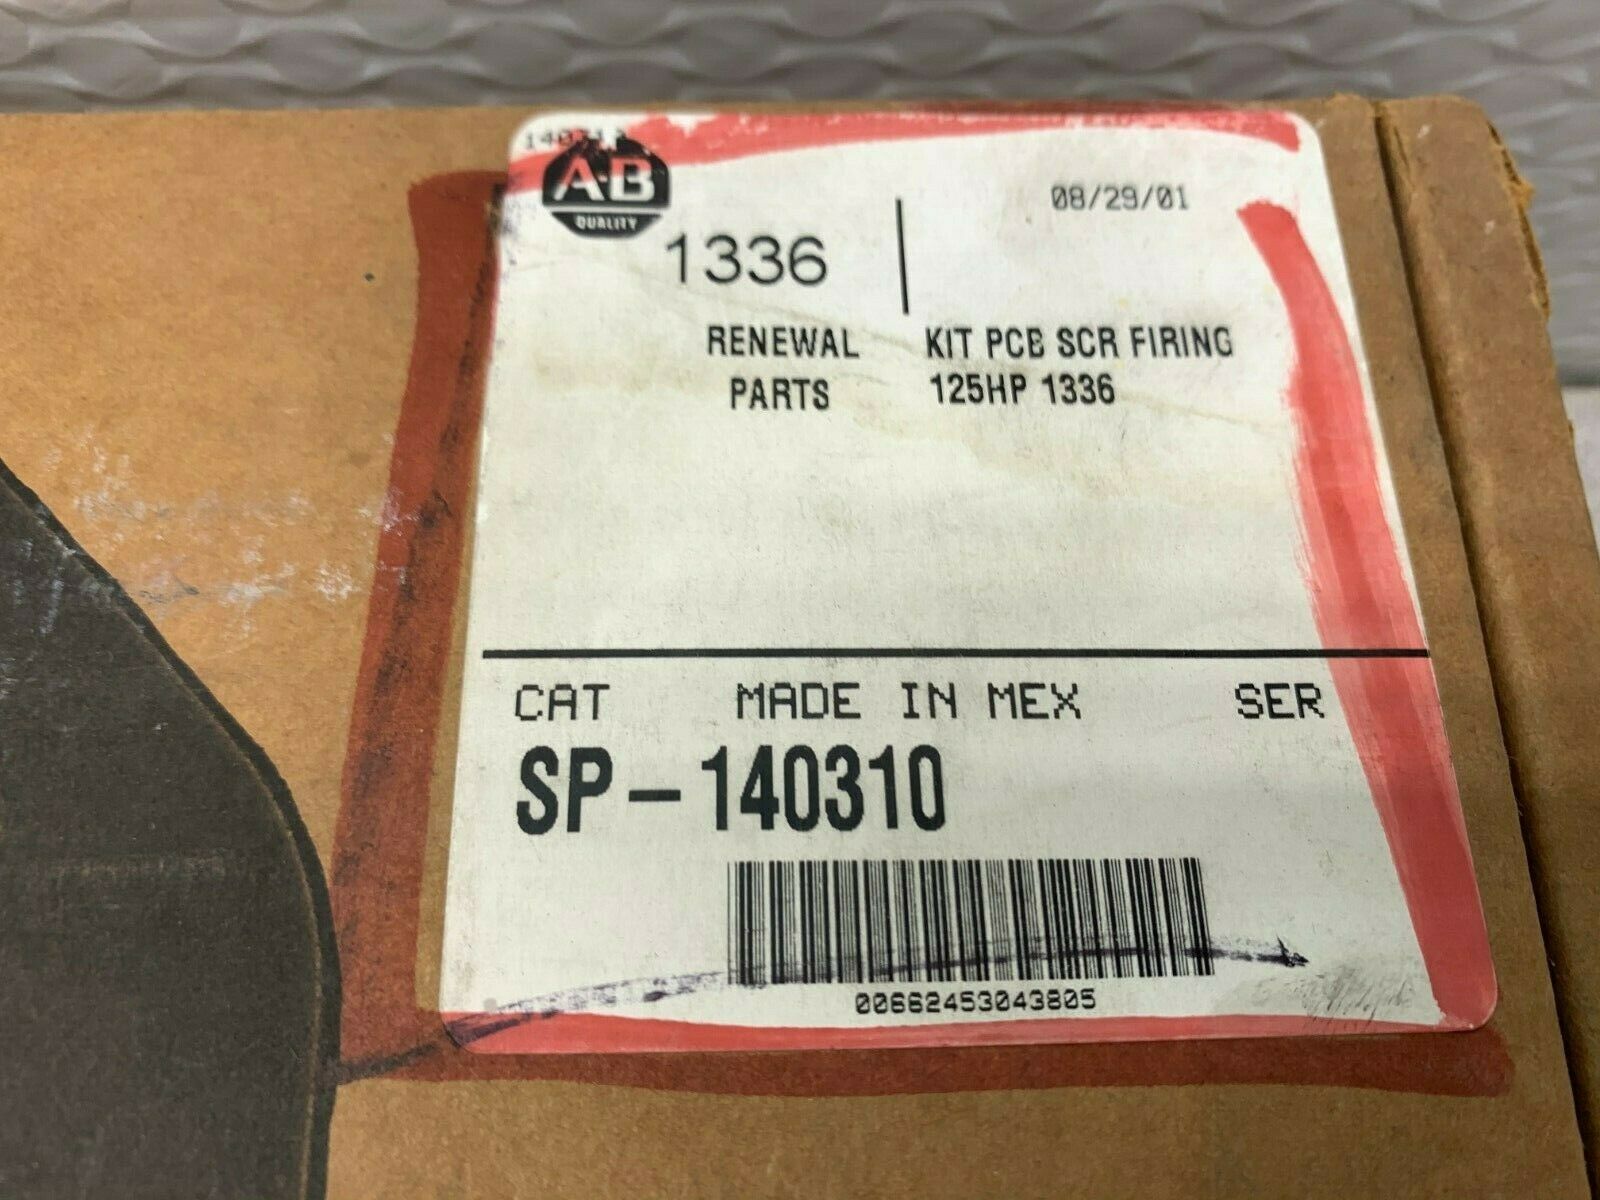 A-B
QUALITY
08/29/01
1336
RENEWAL PARTS
KIT PCB SCR FIRING
125HP 1336
CAT MADE IN MEX SER
SP-140310
00662453043805